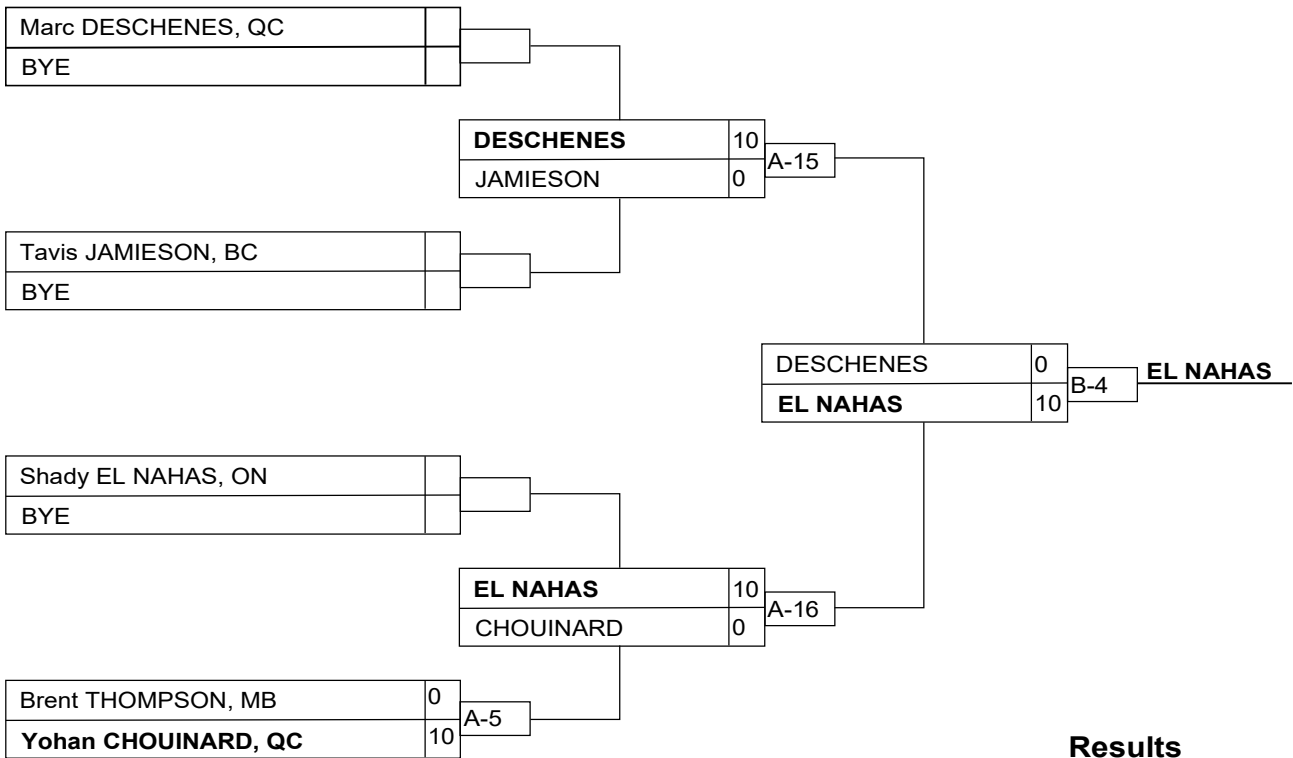 Marc DESCHENES, QC
BYE
DESCHENES 10
JAMIESON 0
A-15
Tavis JAMIESON, BC
BYE
DESCHENES 0
EL NAHAS 10
B-4
EL NAHAS
Shady EL NAHAS, ON
BYE
EL NAHAS 10
CHOUINARD 0
A-16
Brent THOMPSON, MB 0
Yohan CHOUINARD, QC 10
A-5
Results